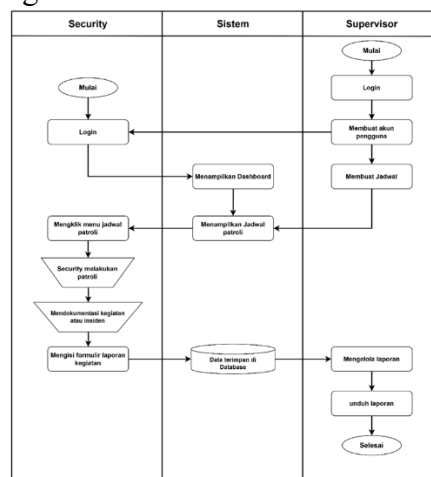 Security
Sistem
Supervisor
Mulai
Login
Mulai
Login
Membuat akun
pengguna
Menampilkan Dashboard
Membuat Jadwal
Mengklik menu jadwal
patroli
Menampilkan Jadwal
patroli
Security melakukan
patroli
Mendokumentasi kegiatan
atau insiden
Mengisi formulir laporan
kegiatan
Data terimpan di
Database
Mengelola laporan
unduh laporan
Selesai